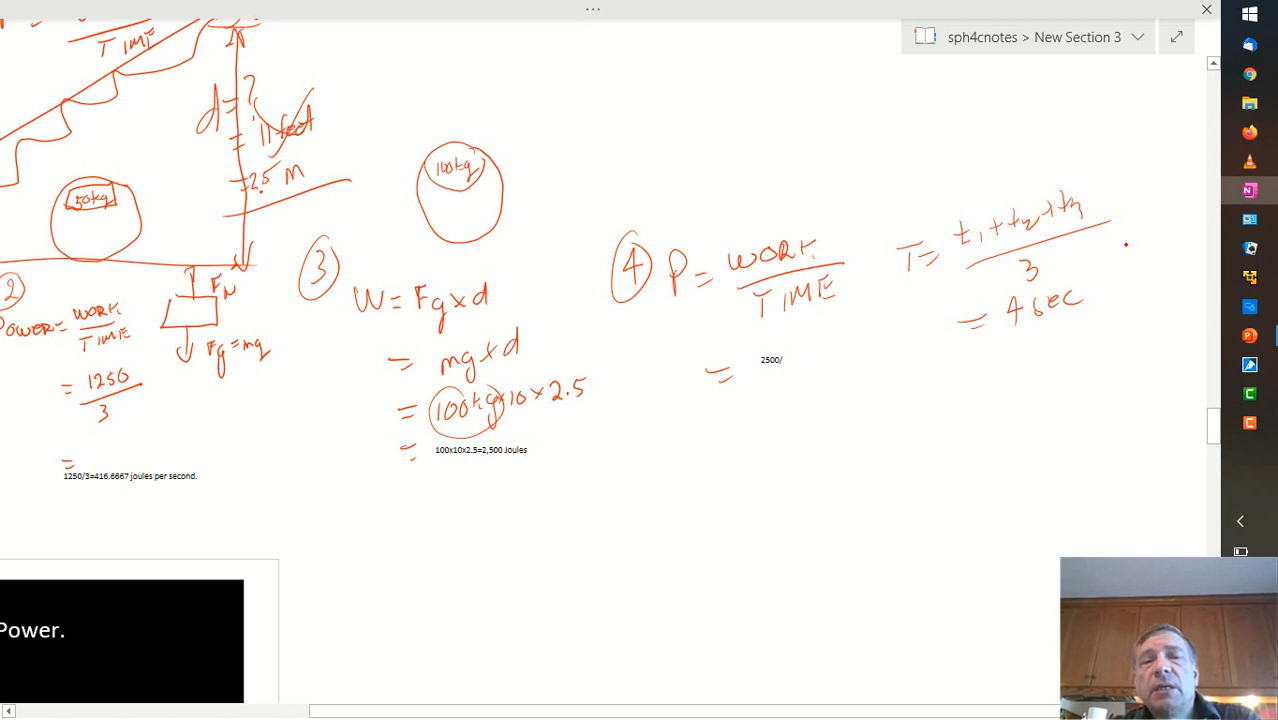 sph4cnotes > New Section 3
TIME
d = ?
= 11 feet
= 2.5 M
50kg
100kg
2
POWER = WORK
TIME
= 1250
3
=
1250/3=416.6667 joules per second.
FN
Fg = mg
3
W = Fg x d
= mg x d
= 100kg x 10 x 2.5
=
100x10x2.5=2,500 Joules
4 P = WORK
TIME
=
2500/
T = t1 + t2 + t3
3
= 4 sec
Power.